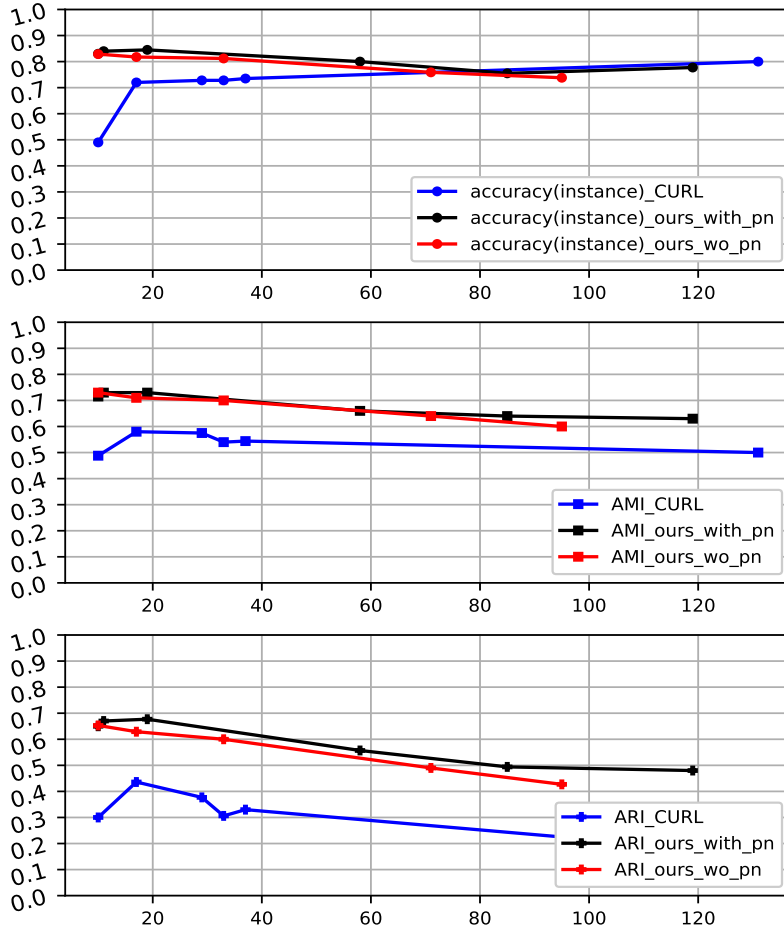 1.0
0.9
0.8
0.7
0.6
0.5
0.4
0.3
0.2
0.1
0.0
accuracy(instance)_CURL
accuracy(instance)_ours_with_pn
accuracy(instance)_ours_wo_pn
20 40 60 80 100 120
1.0
0.9
0.8
0.7
0.6
0.5
0.4
0.3
0.2
0.1
0.0
AMI_CURL
AMI_ours_with_pn
AMI_ours_wo_pn
20 40 60 80 100 120
1.0
0.9
0.8
0.7
0.6
0.5
0.4
0.3
0.2
0.1
0.0
ARI_CURL
ARI_ours_with_pn
ARI_ours_wo_pn
20 40 60 80 100 120